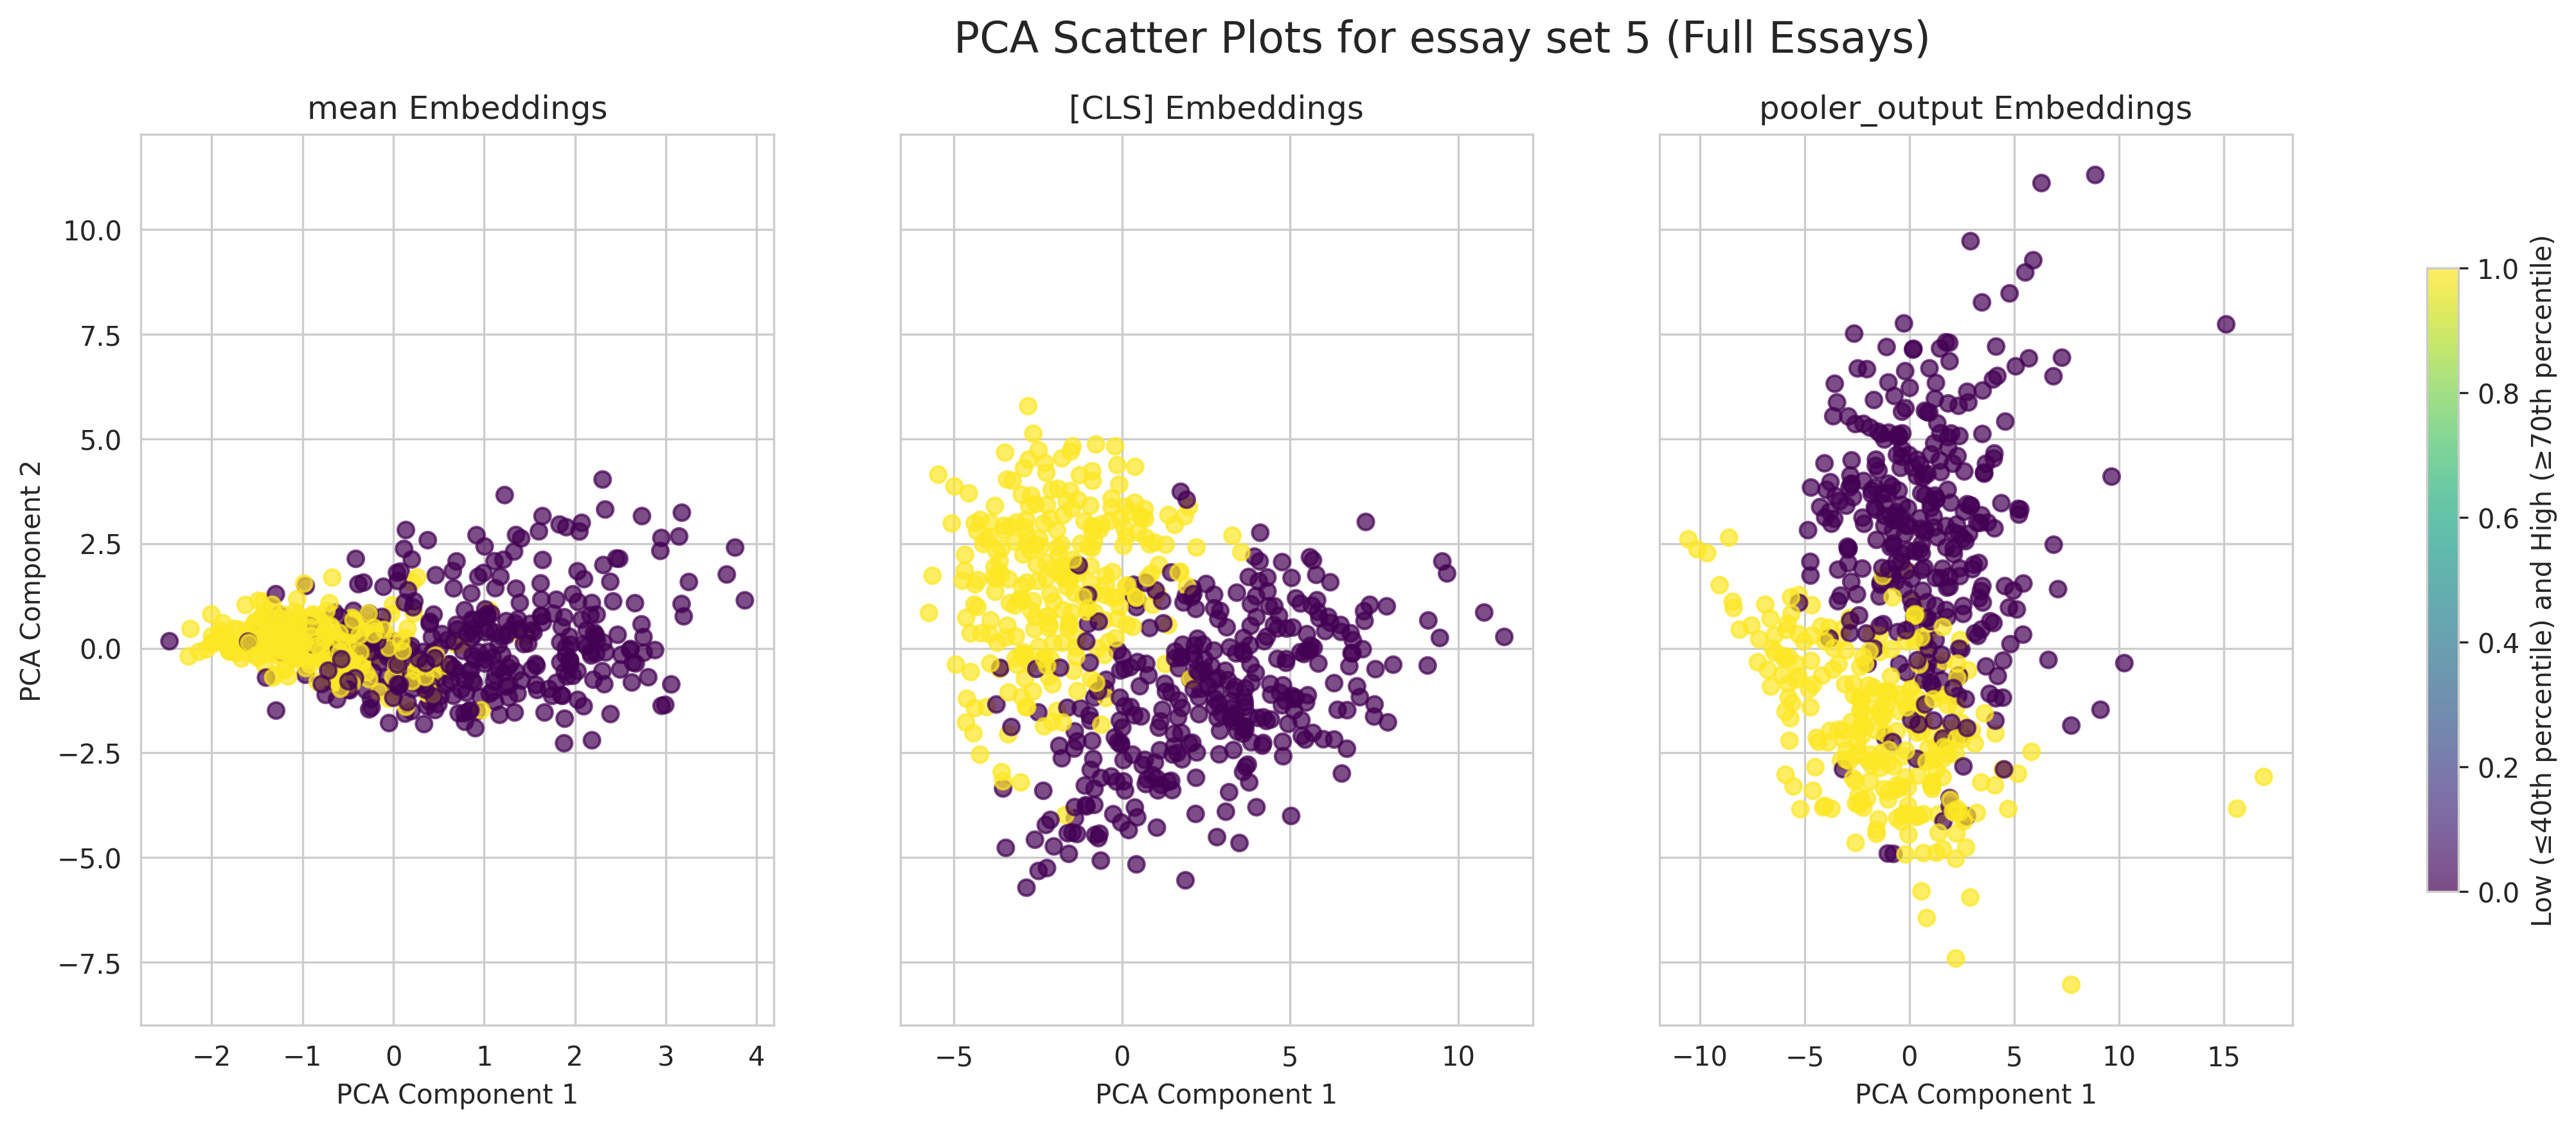 PCA Scatter Plots for essay set 5 (Full Essays)
mean Embeddings
[CLS] Embeddings
pooler_output Embeddings
PCA Component 2
10.0
7.5
5.0
2.5
0.0
−2.5
−5.0
−7.5
−2 −1 0 1 2 3 4
PCA Component 1
−5 0 5 10
PCA Component 1
−10 −5 0 5 10 15
PCA Component 1
1.0
0.8
0.6
0.4
0.2
0.0
Low (≤40th percentile) and High (≥70th percentile)